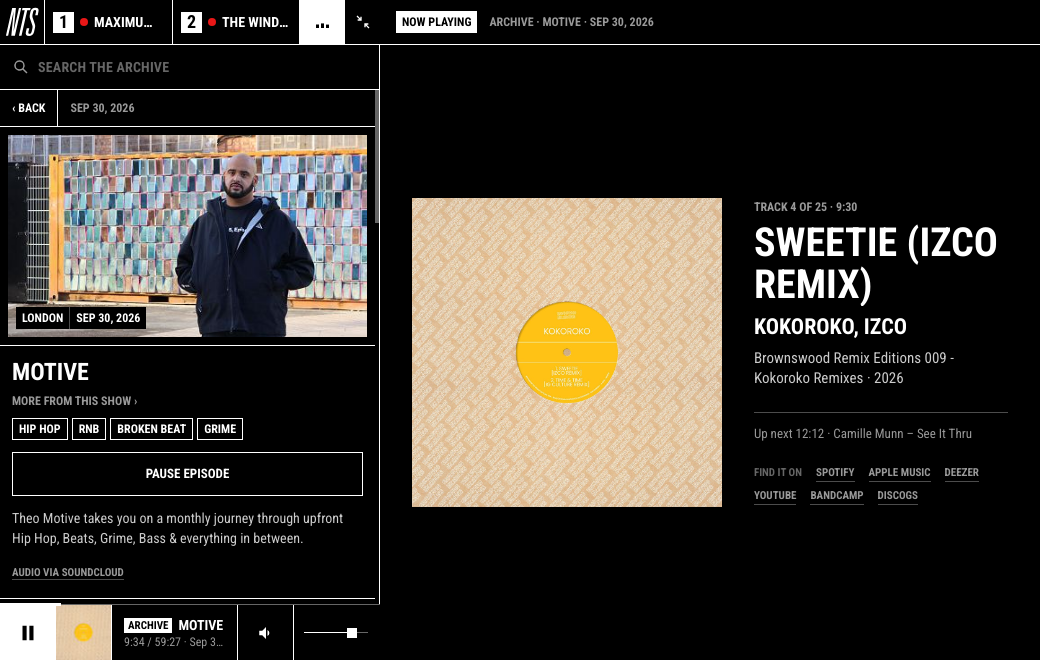 NTS
1 MAXIMU...
2 THE WIND...
...
NOW PLAYING
ARCHIVE · MOTIVE · SEP 30, 2026
SEARCH THE ARCHIVE
‹ BACK
SEP 30, 2026
LONDON
SEP 30, 2026
MOTIVE
MORE FROM THIS SHOW ›
HIP HOP
RNB
BROKEN BEAT
GRIME
PAUSE EPISODE
Theo Motive takes you on a monthly journey through upfront
Hip Hop, Beats, Grime, Bass & everything in between.
AUDIO VIA SOUNDCLOUD
ARCHIVE MOTIVE
9:34 / 59:27 · Sep 3...
KOKOROKO
TRACK 4 OF 25 · 9:30
SWEETIE (IZCO
REMIX)
KOKOROKO, IZCO
Brownswood Remix Editions 009 -
Kokoroko Remixes · 2026
Up next 12:12 · Camille Munn – See It Thru
FIND IT ON SPOTIFY APPLE MUSIC DEEZER
YOUTUBE BANDCAMP DISCOGS